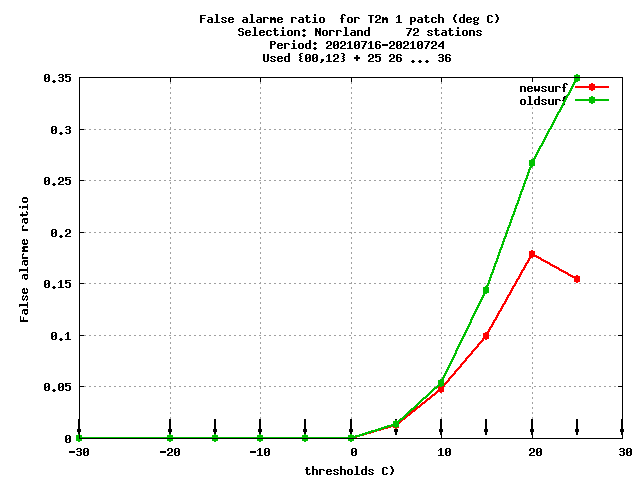 False alarme ratio  for T2m 1 patch (deg C)
Selection: Norrland     72 stations
Period: 20210716-20210724
Used {00,12} + 25 26 ... 36
0.35
0.3
0.25
0.2
0.15
0.1
0.05
0
False alarme ratio
newsurf
oldsurf
-30 -20 -10 0 10 20 30
thresholds C)